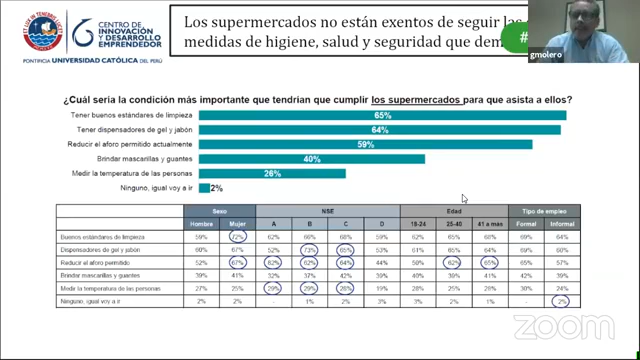 CENTRO DE
INNOVACIÓN
Y DESARROLLO
EMPRENDEDOR
PONTIFICIA UNIVERSIDAD CATÓLICA DEL PERÚ
Los supermercados no están exentos de seguir las
medidas de higiene, salud y seguridad que dem
#
gmolero
¿Cuál sería la condición más importante que tendrían que cumplir los supermercados para que asista a ellos?
Tener buenos estándares de limpieza 65%
Tener dispensadores de gel y jabón 64%
Reducir el aforo permitido actualmente 59%
Brindar mascarillas y guantes 40%
Medir la temperatura de las personas 26%
Ninguno, igual voy a ir 2%
Sexo NSE Edad Tipo de empleo
Hombre Mujer A B C D 18-24 25-40 41 a más Formal Informal
Buenos estándares de limpieza 59% 72% 62% 68% 68% 59% 62% 65% 68% 69% 64%
Dispensadores de gel y jabón 60% 67% 52% 73% 65% 53% 61% 65% 64% 69% 60%
Reducir el aforo permitido 52% 67% 82% 62% 64% 44% 50% 62% 65% 65% 57%
Brindar mascarillas y guantes 39% 41% 32% 37% 42% 39% 40% 39% 41% 42% 39%
Medir la temperatura de las personas 27% 25% 29% 29% 28% 19% 28% 25% 28% 30% 24%
Ninguno, igual voy a ir 2% 2% - 1% 2% 3% 3% 2% 1% - 2%
zoom